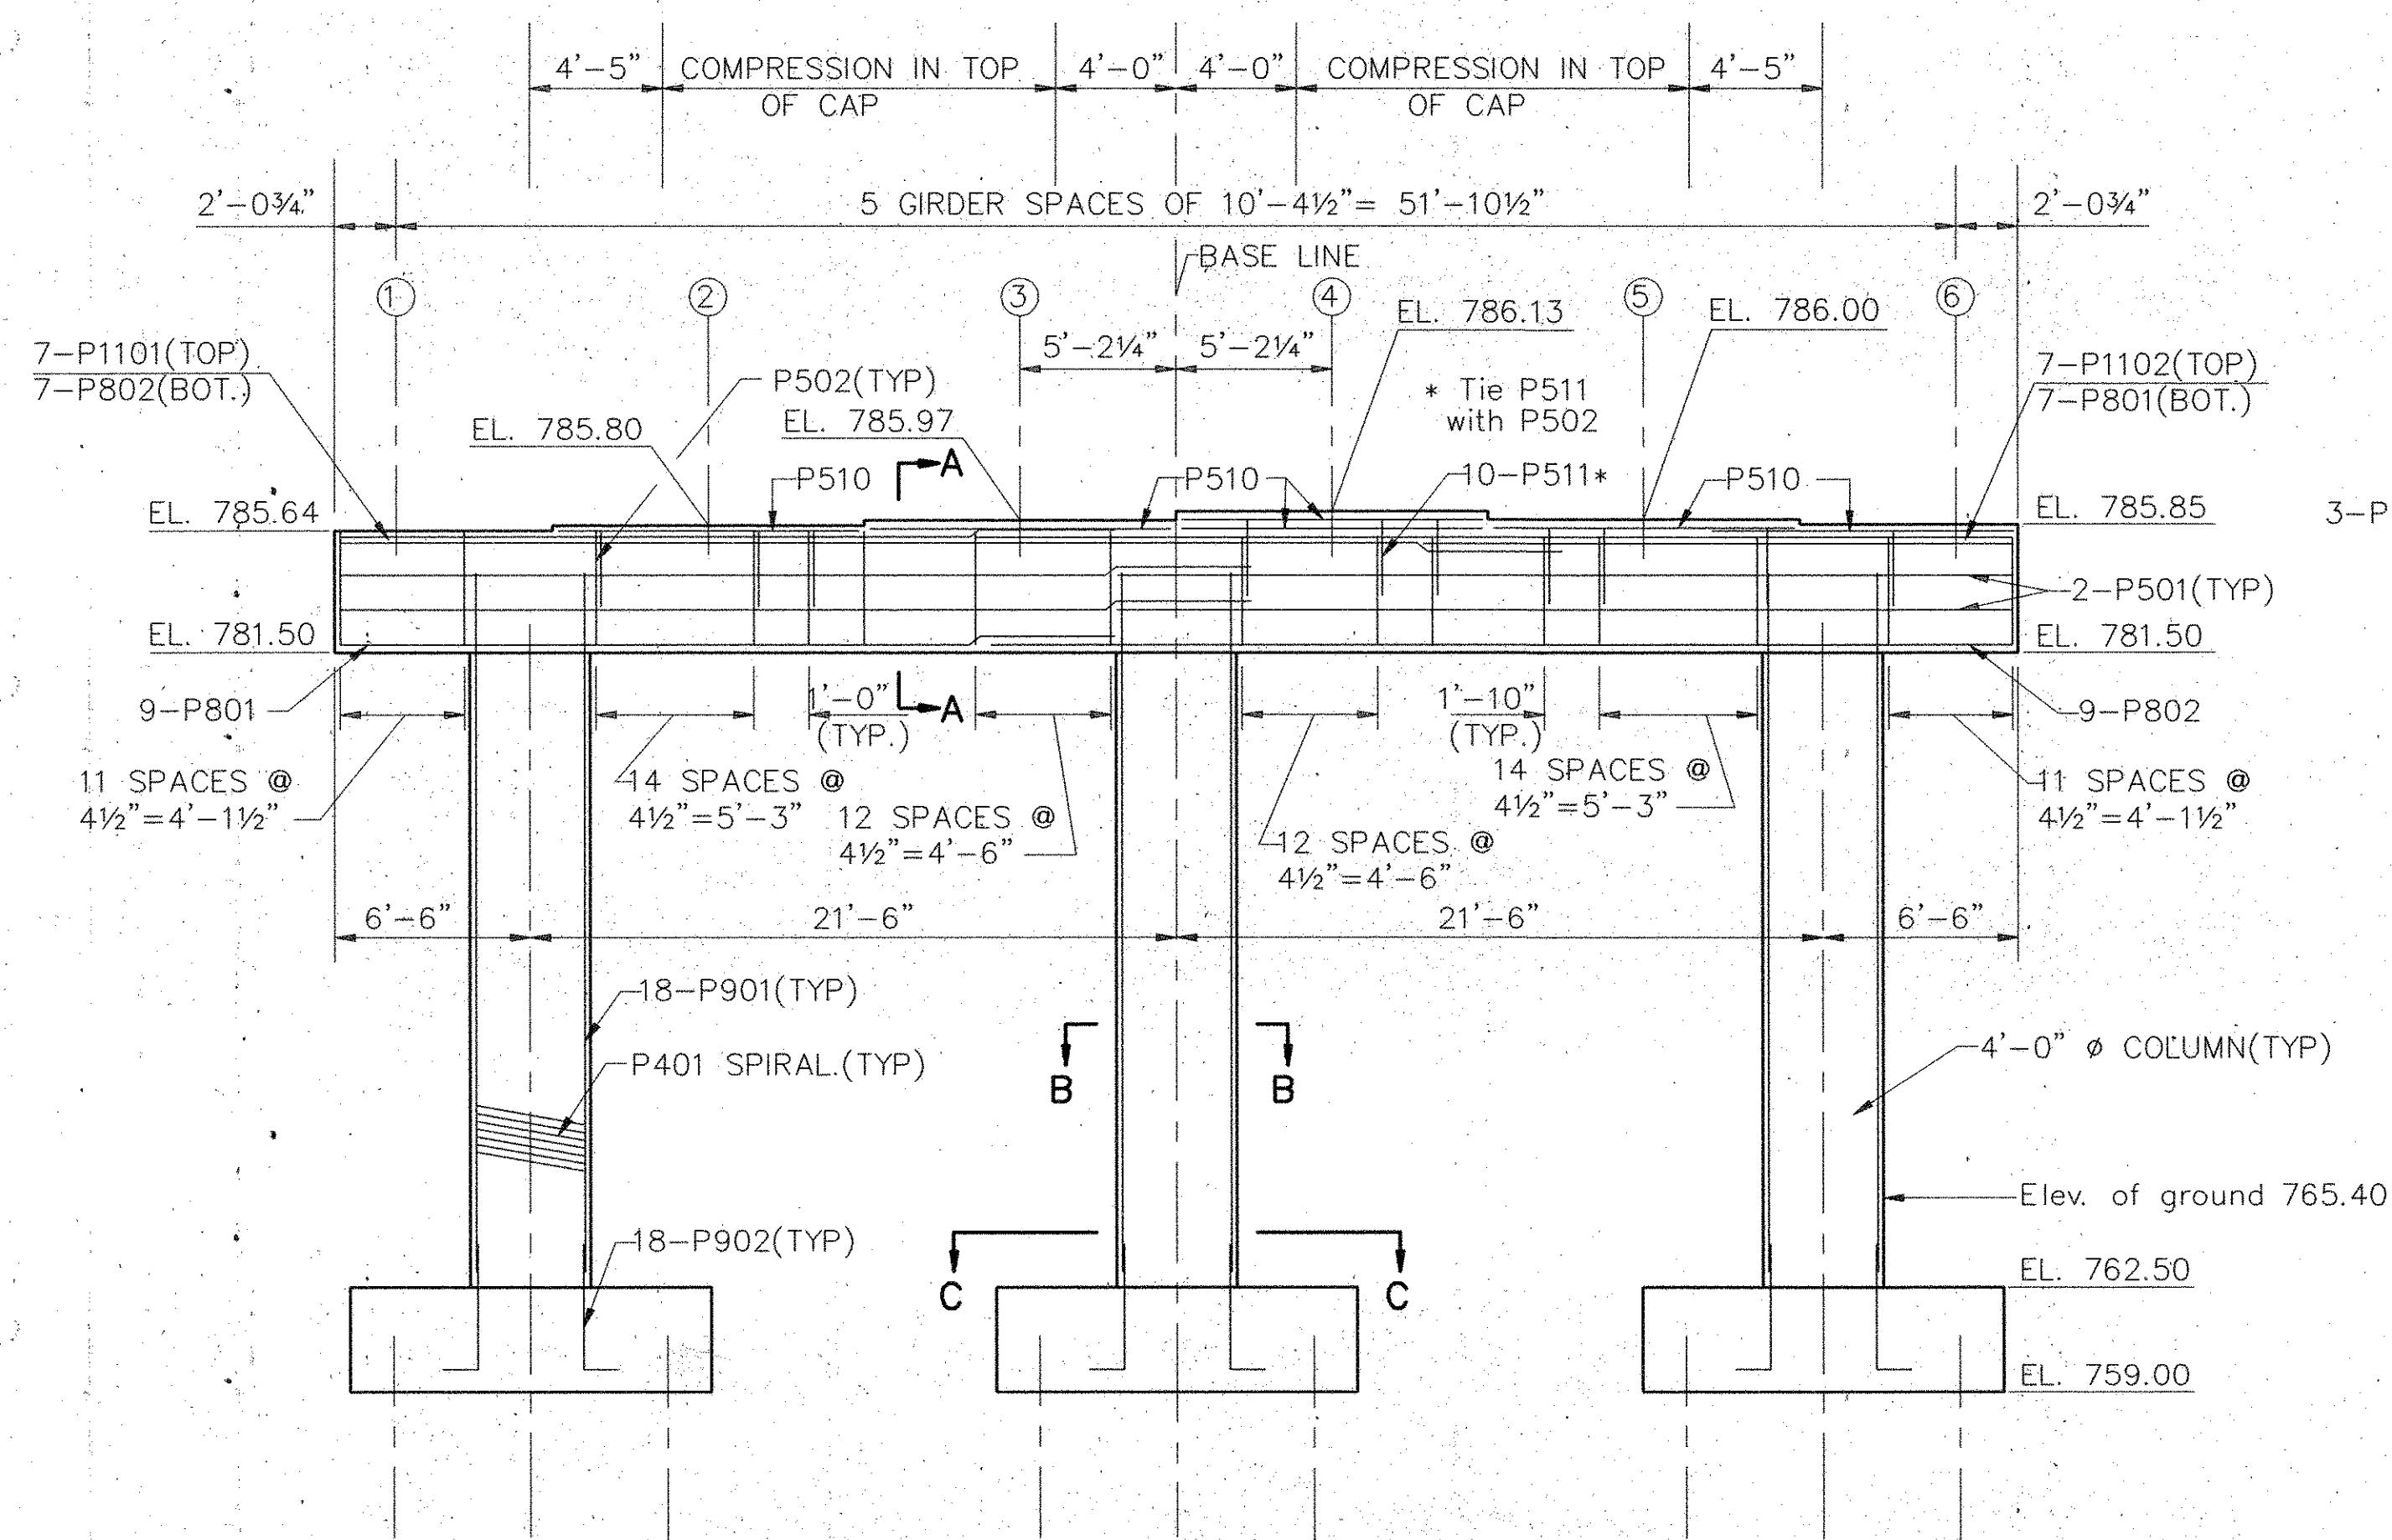 4'-5"
COMPRESSION IN TOP
OF CAP
4'-0"
4'-0"
COMPRESSION IN TOP
OF CAP
4'-5"
2'-0¾"
5 GIRDER SPACES OF 10'-4½"= 51'-10½"
2'-0¾"
BASE LINE
1
2
3
4
5
6
EL. 786.13
EL. 786.00
5'-2¼"
5'-2¼"
7-P1101(TOP)
7-P802(BOT.)
P502(TYP)
* Tie P511
with P502
7-P1102(TOP)
7-P801(BOT.)
EL. 785.80
EL. 785.97
A
P510
P510
10-P511*
P510
EL. 785.64
EL. 785.85
3-P
2-P501(TYP)
EL. 781.50
EL. 781.50
9-P801
1'-0"
(TYP.)
A
1'-10"
(TYP.)
9-P802
11 SPACES @
4½"=4'-1½"
14 SPACES @
4½"=5'-3"
12 SPACES @
4½"=4'-6"
12 SPACES @
4½"=4'-6"
14 SPACES @
4½"=5'-3"
11 SPACES @
4½"=4'-1½"
6'-6"
21'-6"
21'-6"
6'-6"
18-P901(TYP)
P401 SPIRAL.(TYP)
B
B
4'-0" ø COLUMN(TYP)
Elev. of ground 765.40
18-P902(TYP)
C
C
EL. 762.50
EL. 759.00